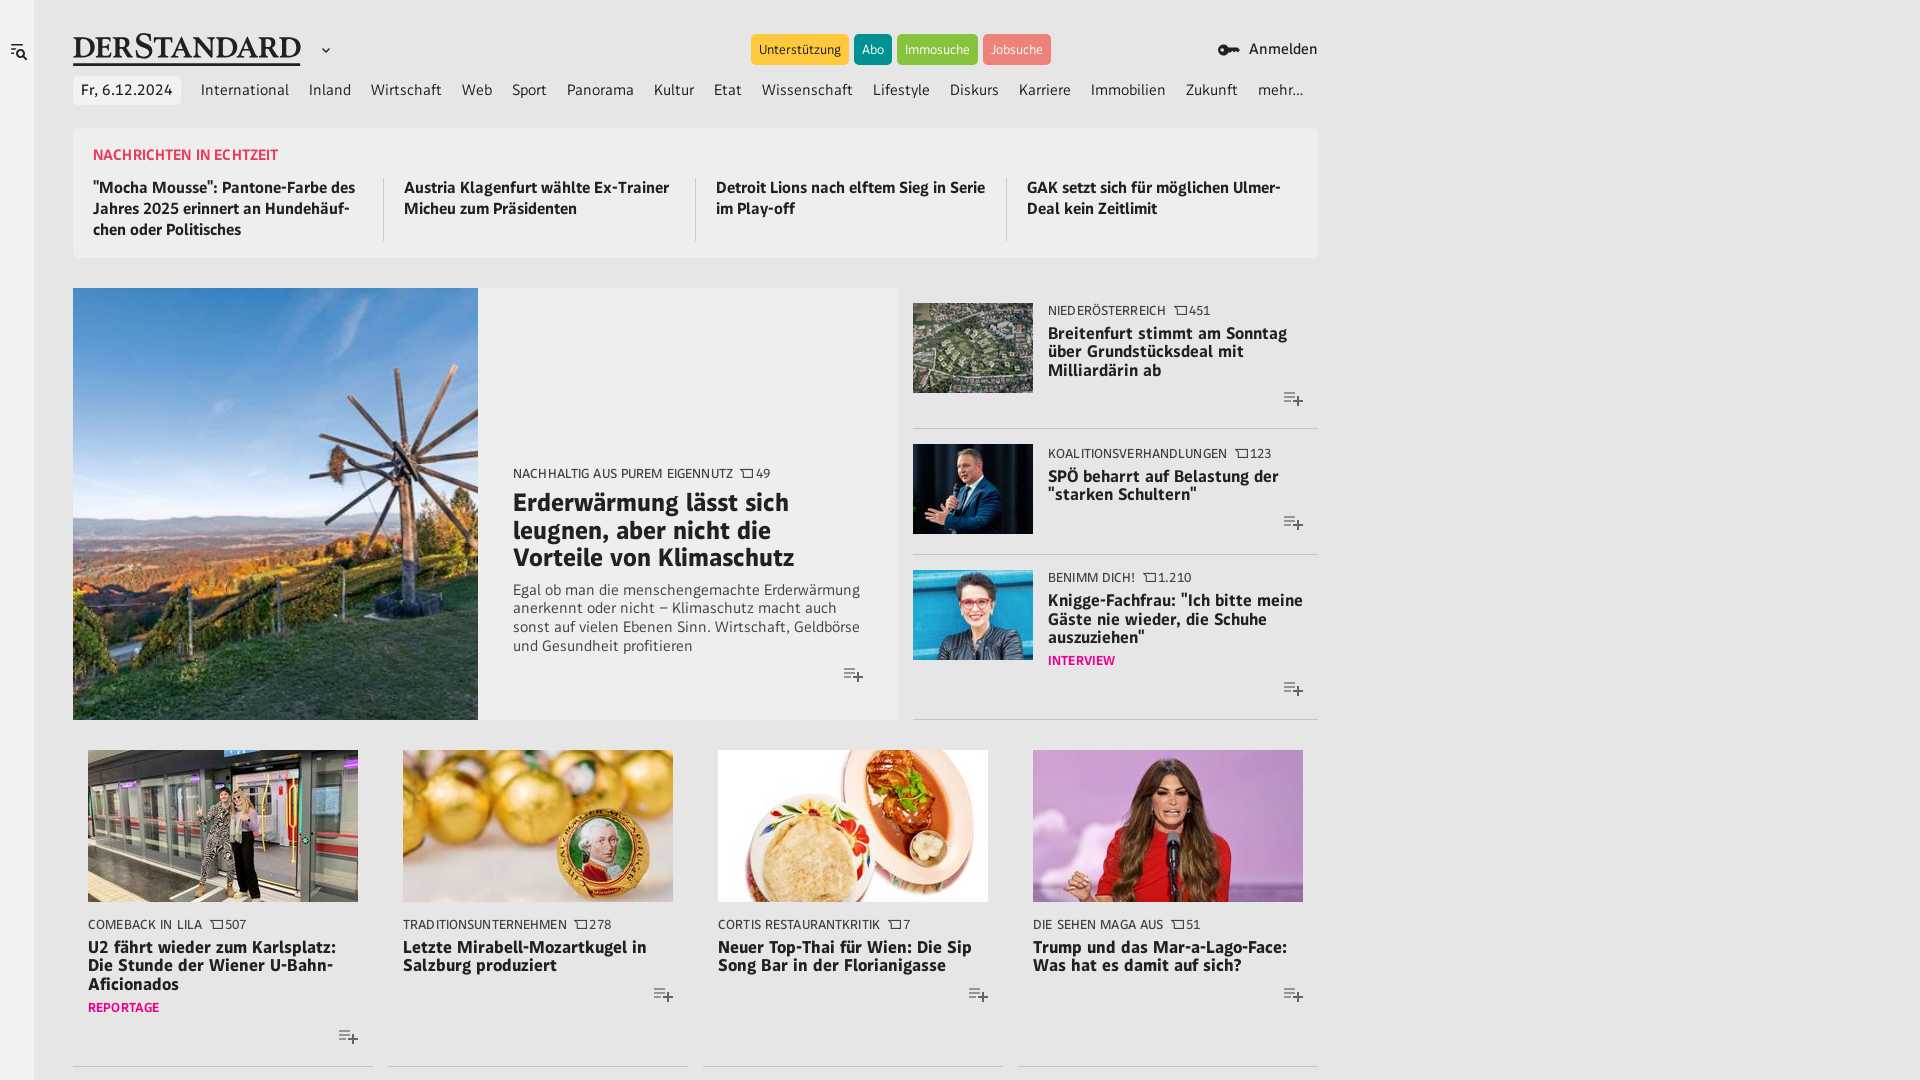 DERSTANDARD
Unterstützung
Abo
Immosuche
Jobsuche
Anmelden
Fr, 6.12.2024
International
Inland
Wirtschaft
Web
Sport
Panorama
Kultur
Etat
Wissenschaft
Lifestyle
Diskurs
Karriere
Immobilien
Zukunft
mehr…
NACHRICHTEN IN ECHTZEIT
"Mocha Mousse": Pantone-Farbe des
Jahres 2025 erinnert an Hundehäuf-
chen oder Politisches
Austria Klagenfurt wählte Ex-Trainer
Micheu zum Präsidenten
Detroit Lions nach elftem Sieg in Serie
im Play-off
GAK setzt sich für möglichen Ulmer-
Deal kein Zeitlimit
NACHHALTIG AUS PUREM EIGENNUTZ 49
Erderwärmung lässt sich
leugnen, aber nicht die
Vorteile von Klimaschutz
Egal ob man die menschengemachte Erderwärmung
anerkennt oder nicht – Klimaschutz macht auch
sonst auf vielen Ebenen Sinn. Wirtschaft, Geldbörse
und Gesundheit profitieren
NIEDERÖSTERREICH 451
Breitenfurt stimmt am Sonntag
über Grundstücksdeal mit
Milliardärin ab
KOALITIONSVERHANDLUNGEN 123
SPÖ beharrt auf Belastung der
"starken Schultern"
BENIMM DICH! 1.210
Knigge-Fachfrau: "Ich bitte meine
Gäste nie wieder, die Schuhe
auszuziehen"
INTERVIEW
COMEBACK IN LILA 507
U2 fährt wieder zum Karlsplatz:
Die Stunde der Wiener U-Bahn-
Aficionados
REPORTAGE
TRADITIONSUNTERNEHMEN 278
Letzte Mirabell-Mozartkugel in
Salzburg produziert
CORTIS RESTAURANTKRITIK 7
Neuer Top-Thai für Wien: Die Sip
Song Bar in der Florianigasse
DIE SEHEN MAGA AUS 51
Trump und das Mar-a-Lago-Face:
Was hat es damit auf sich?